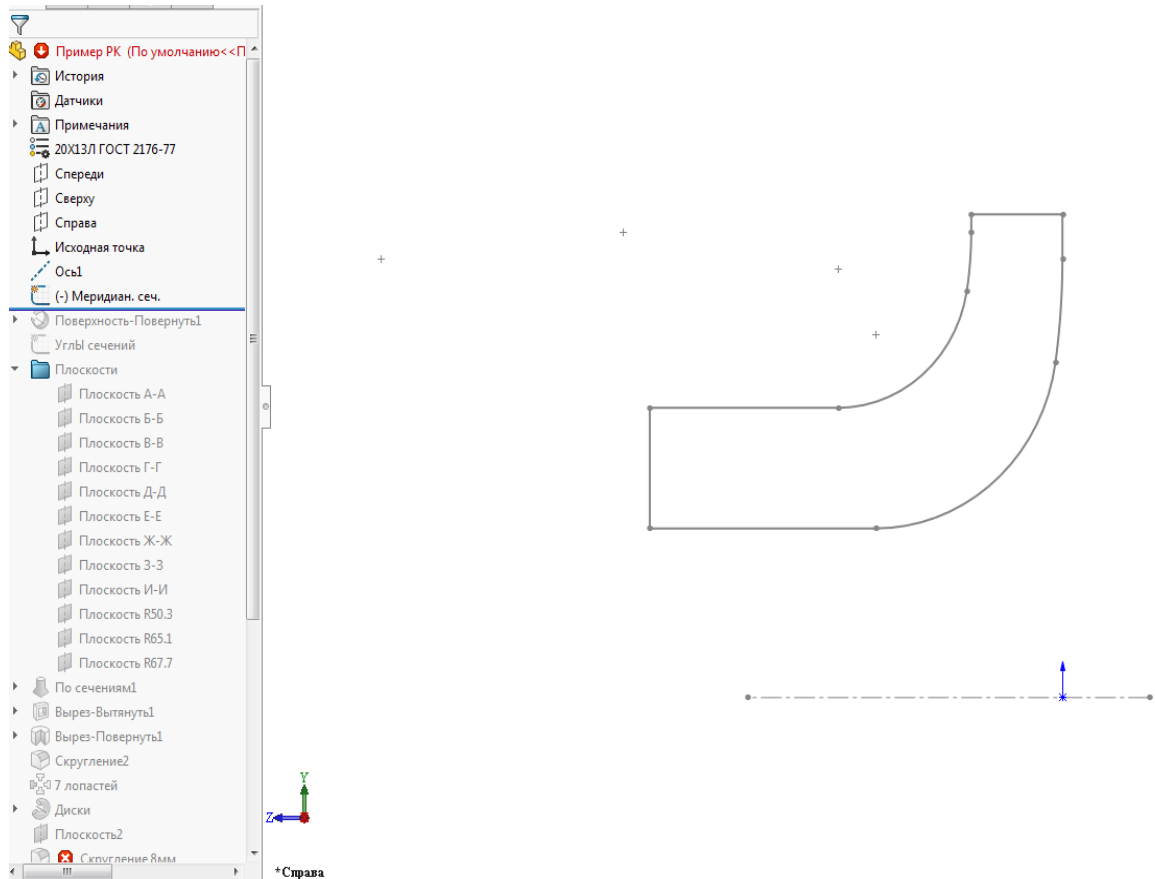 Пример РК (По умолчанию<<П
История
Датчики
Примечания
20Х13Л ГОСТ 2176-77
Спереди
Сверху
Справа
Исходная точка
Ось1
(-) Меридиан. сеч.
Поверхность-Повернуть1
Углы сечений
Плоскости
Плоскость А-А
Плоскость Б-Б
Плоскость В-В
Плоскость Г-Г
Плоскость Д-Д
Плоскость Е-Е
Плоскость Ж-Ж
Плоскость З-З
Плоскость И-И
Плоскость R50.3
Плоскость R65.1
Плоскость R67.7
По сечениям1
Вырез-Вытянуть1
Вырез-Повернуть1
Скругление2
7 лопастей
Диски
Плоскость2
Скругление 8мм
Y
Z
*Справа